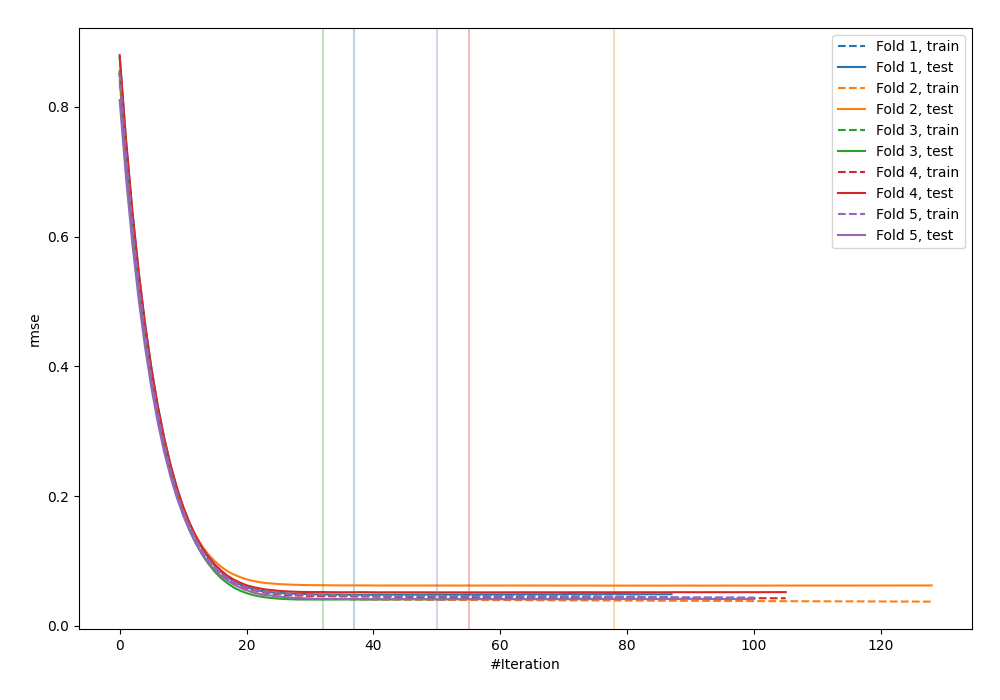 Fold 1, train
Fold 1, test
Fold 2, train
Fold 2, test
Fold 3, train
Fold 3, test
Fold 4, train
Fold 4, test
Fold 5, train
Fold 5, test
rmse
0.8
0.6
0.4
0.2
0.0
0 20 40 60 80 100 120
#Iteration